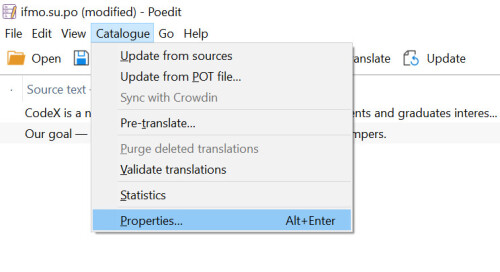 ifmo.su.po (modified) - Poedit
File Edit View Catalogue Go Help
Open Update from sources anslate Update
Update from POT file...
Source text Sync with Crowdin
CodeX is a n Pre-translate... ents and graduates interes...
Our goal — Purge deleted translations mpers.
Validate translations
Statistics
Properties... Alt+Enter